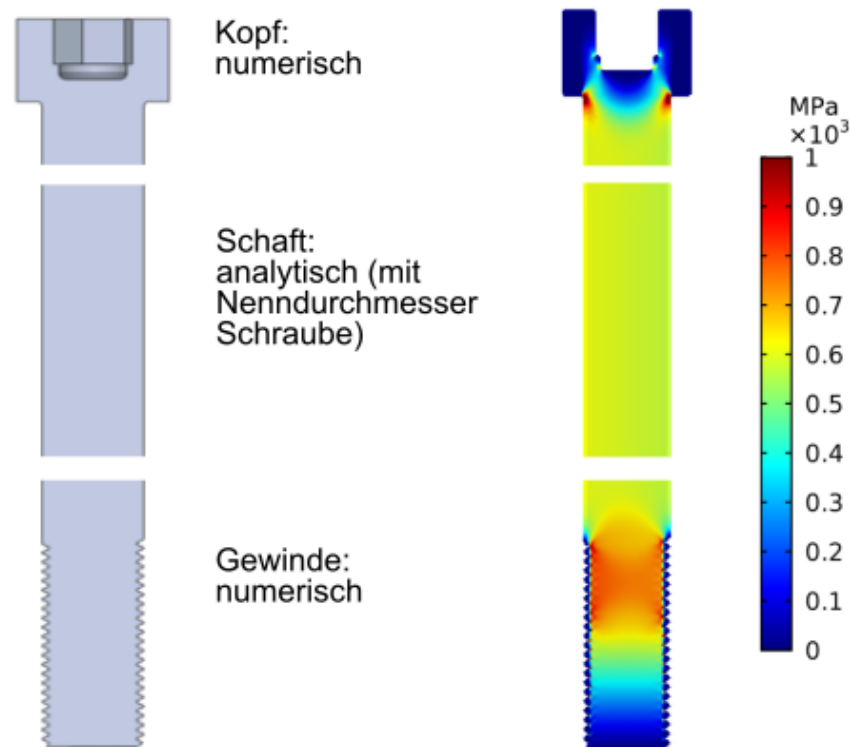 Kopf:
numerisch
MPa
×10³
1
0.9
0.8
0.7
Schaft:
analytisch (mit
Nenndurchmesser
Schraube)
0.6
0.5
0.4
0.3
0.2
0.1
0
Gewinde:
numerisch